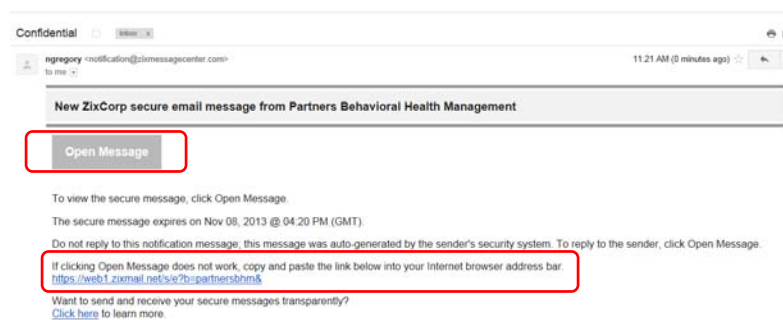 Confidential Inbox x
ngregory <notification@zixmessagecenter.com> 11:21 AM (0 minutes ago)
to me
New ZixCorp secure email message from Partners Behavioral Health Management
Open Message
To view the secure message, click Open Message.
The secure message expires on Nov 08, 2013 @ 04:20 PM (GMT).
Do not reply to this notification message; this message was auto-generated by the sender's security system. To reply to the sender, click Open Message.
If clicking Open Message does not work, copy and paste the link below into your Internet browser address bar.
https://web1.zixmail.net/s/e?b=partnersbhm&
Want to send and receive your secure messages transparently?
Click here to learn more.